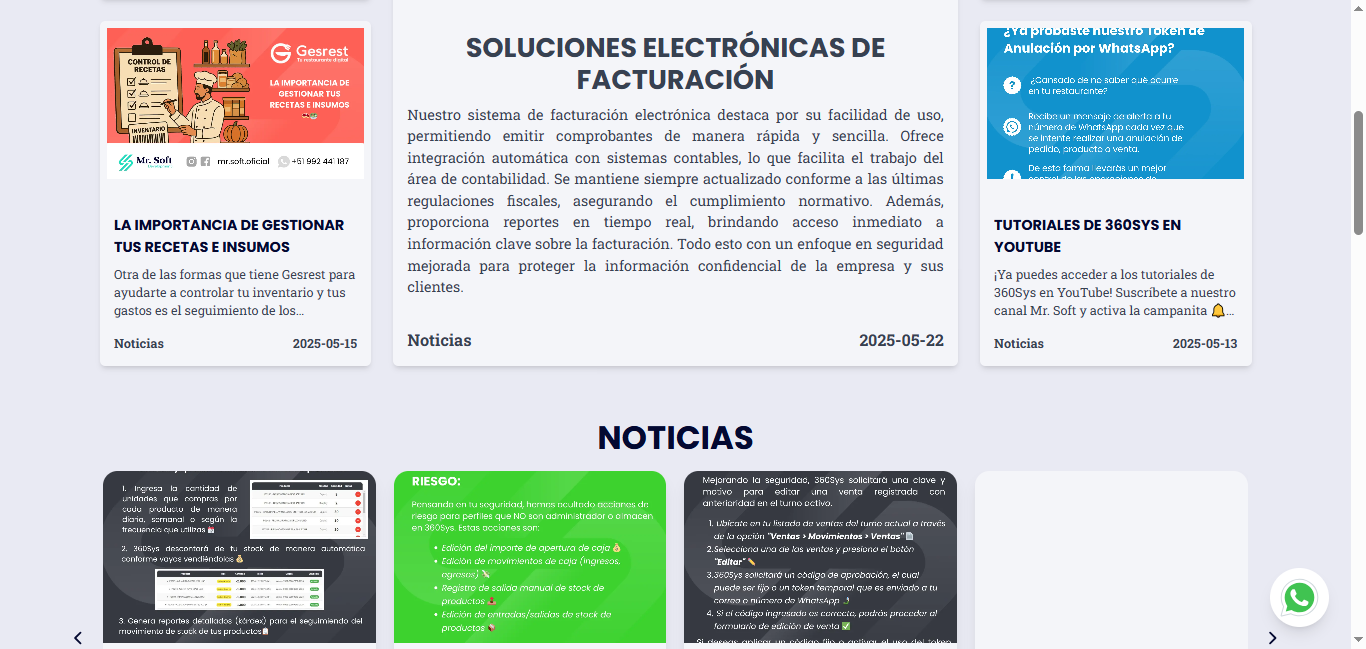 CONTROL DE
RECETAS
INVENTARIO
Gesrest
Tu restaurante digital
LA IMPORTANCIA DE
GESTIONAR TUS
RECETAS E INSUMOS
Mr. Soft
mr.soft.oficial
+51 992 441 187
LA IMPORTANCIA DE GESTIONAR
TUS RECETAS E INSUMOS
Otra de las formas que tiene Gesrest para
ayudarte a controlar tu inventario y tus
gastos es el seguimiento de los...
Noticias 2025-05-15
SOLUCIONES ELECTRÓNICAS DE
FACTURACIÓN
Nuestro sistema de facturación electrónica destaca por su facilidad de uso,
permitiendo emitir comprobantes de manera rápida y sencilla. Ofrece
integración automática con sistemas contables, lo que facilita el trabajo del
área de contabilidad. Se mantiene siempre actualizado conforme a las últimas
regulaciones fiscales, asegurando el cumplimiento normativo. Además,
proporciona reportes en tiempo real, brindando acceso inmediato a
información clave sobre la facturación. Todo esto con un enfoque en seguridad
mejorada para proteger la información confidencial de la empresa y sus
clientes.
Noticias 2025-05-22
¿Ya probaste nuestro Token de
Anulación por WhatsApp?
¿Cansado de no saber qué ocurre
en tu restaurante?
Recibe un mensaje de alerta a tu
número de WhatsApp cada vez que
se intente realizar una anulación de
pedido, producto o venta.
De esta forma llevarás un mejor
control de las operaciones de
TUTORIALES DE 360SYS EN
YOUTUBE
¡Ya puedes acceder a los tutoriales de
360Sys en YouTube! Suscríbete a nuestro
canal Mr. Soft y activa la campanita 🔔...
Noticias 2025-05-13
NOTICIAS
1. Ingresa la cantidad de
unidades que compras por
cada producto de manera
diaria, semanal o según la
frecuencia que utilizas 📅
2. 360Sys descontará de tu stock de manera automática
conforme vayas vendiéndolos 💰
3. Genera reportes detallados (kárdex) para el seguimiendo del
movimiento de stock de tus productos📋
RIESGO:
Pensando en tu seguridad, hemos ocultado acciones de
riesgo para perfiles que NO son administrador o almacén
en 360Sys. Estas acciones son:
• Edición del importe de apertura de caja 💰
• Edición de movimientos de caja (ingresos,
egresos) 💸
• Registro de salida manual de stock de
productos
• Edición de entradas/salidas de stock de
productos 📦
Mejorando la seguridad, 360Sys solicitará una clave y
motivo para editar una venta registrada con
anterioridad en el turno activo.
1. Ubícate en tu listado de ventas del turno actual a través
de la opción "Ventas > Movimientos > Ventas" 📄
2.Selecciona una de las ventas y presiona el botón
"Editar" ✏️
3.360Sys solicitará un código de aprobación, el cual
puede ser fijo o un token temporal que es enviado a tu
correo o número de WhatsApp 🤳
4. Si el código ingresado es correcto, podrás proceder al
formulario de edición de venta ✅
Si deseas aplicar un código fijo o activar el uso del token